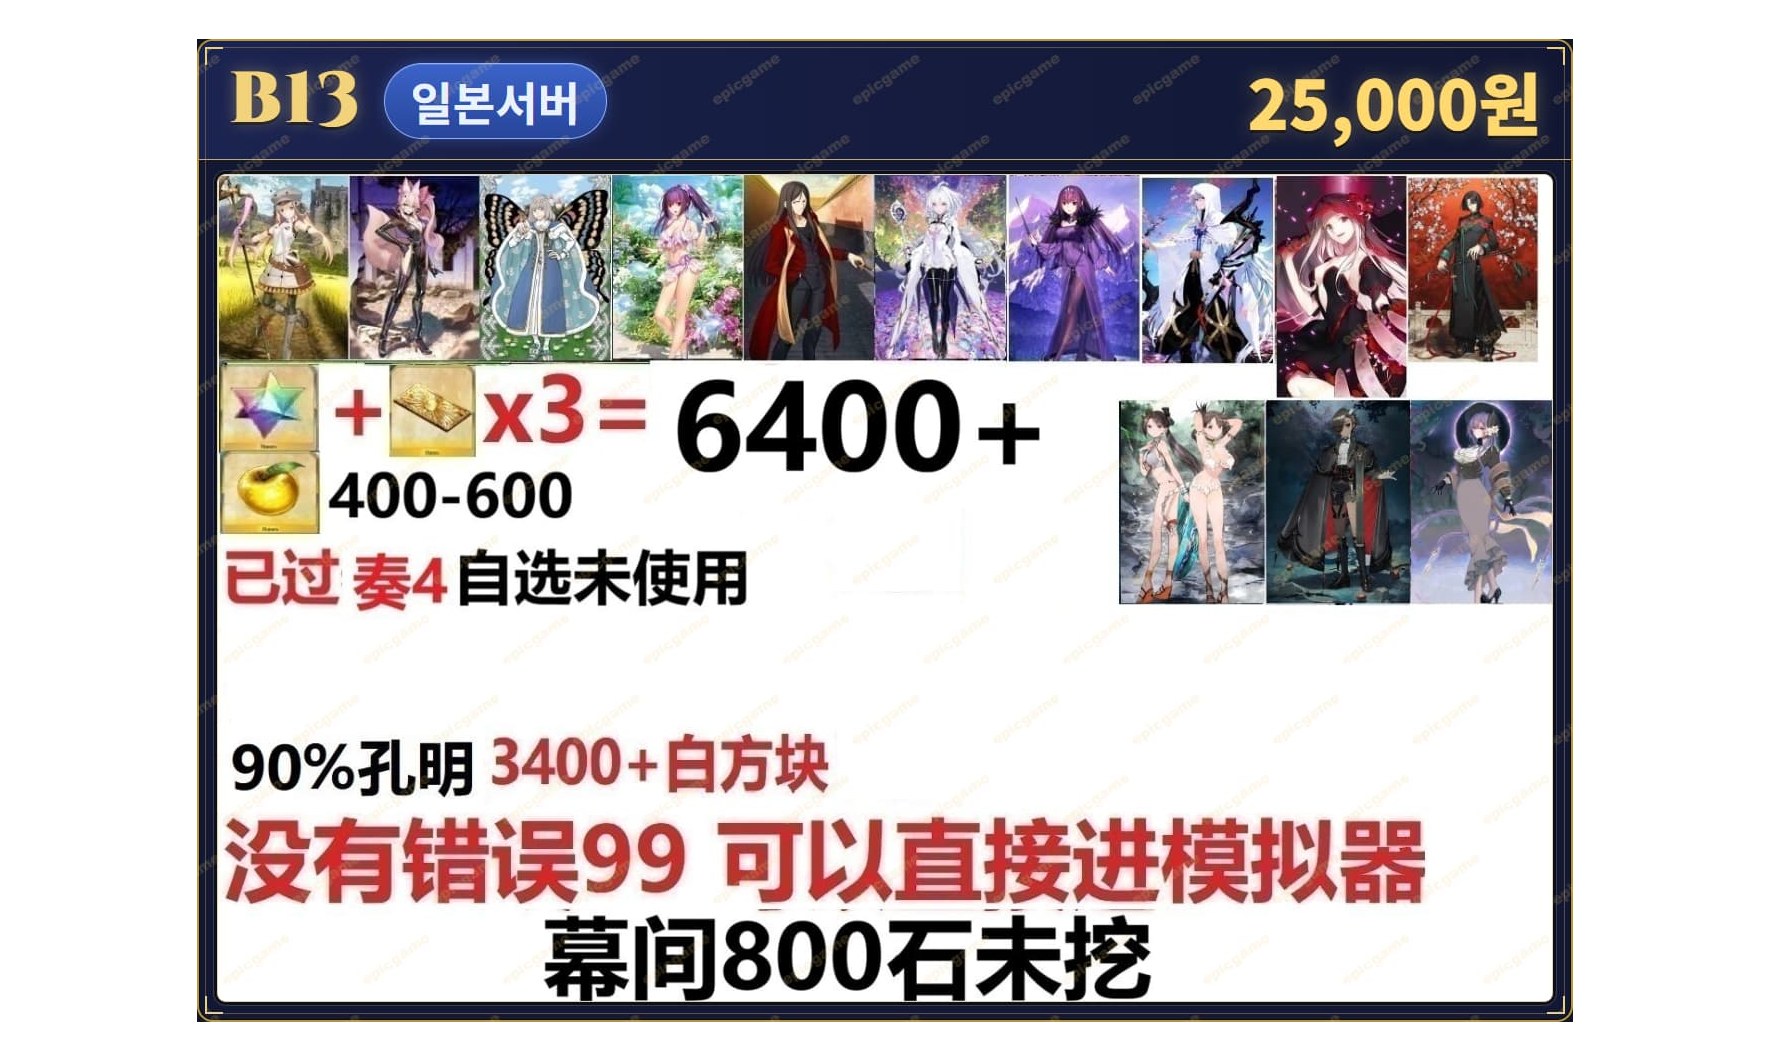 B13 일본서버 25,000원
+ x3= 6400+
400-600
已过 奏4 自选未使用
90%孔明 3400+白方块
没有错误99 可以直接进模拟器
幕间800石未挖
epicgame